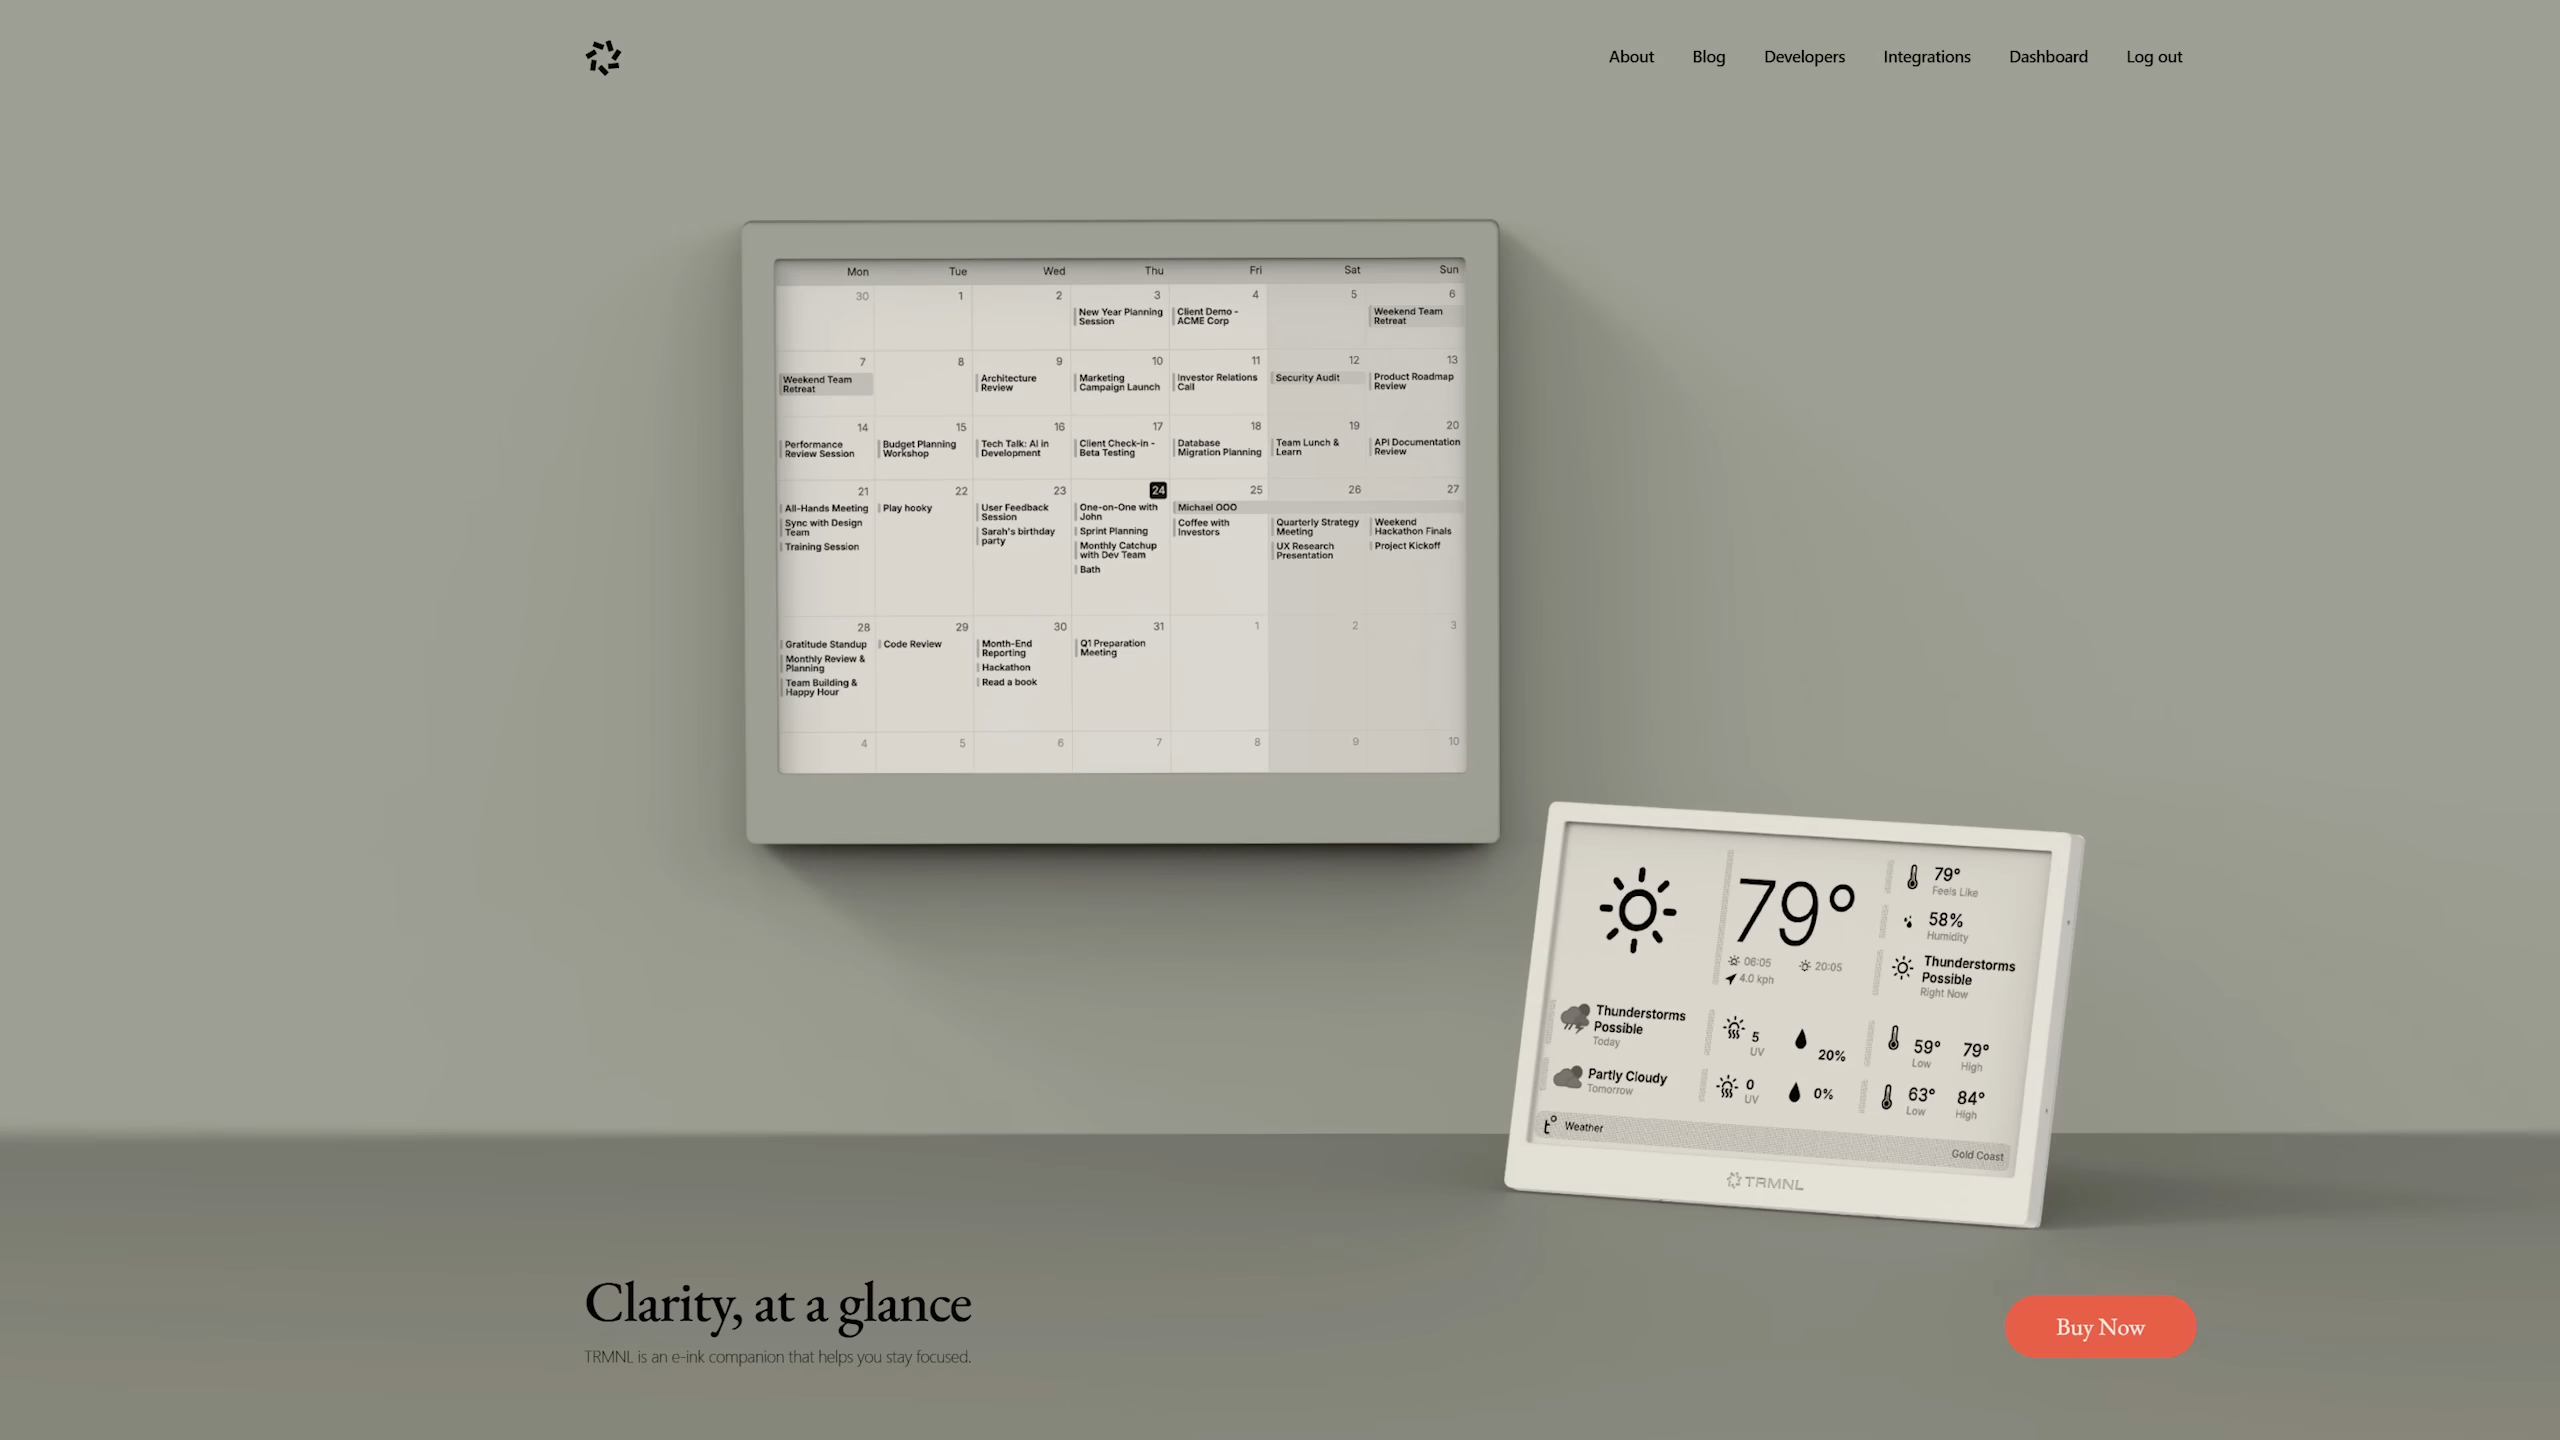 About Blog Developers Integrations Dashboard Log out
Mon Tue Wed Thu Fri Sat Sun
30 1 2 3 4 5 6
New Year Planning
Session
Client Demo -
ACME Corp
Weekend Team
Retreat
7 8 9 10 11 12 13
Weekend Team
Retreat
Architecture
Review
Marketing
Campaign Launch
Investor Relations
Call
Security Audit
Product Roadmap
Review
14 15 16 17 18 19 20
Performance
Review Session
Budget Planning
Workshop
Tech Talk: AI in
Development
Client Check-in -
Beta Testing
Database
Migration Planning
Team Lunch &
Learn
API Documentation
Review
21 22 23 24 25 26 27
All-Hands Meeting
Sync with Design
Team
Training Session
Play hooky
User Feedback
Session
Sarah's birthday
party
One-on-One with
John
Sprint Planning
Monthly Catchup
with Dev Team
Bath
Michael OOO
Coffee with
Investors
Quarterly Strategy
Meeting
UX Research
Presentation
Weekend
Hackathon Finals
Project Kickoff
28 29 30 31 1 2 3
Gratitude Standup
Monthly Review &
Planning
Team Building &
Happy Hour
Code Review
Month-End
Reporting
Hackathon
Read a book
Q1 Preparation
Meeting
4 5 6 7 8 9 10
79°
06:05 20:05
4.0 kph
79°
Feels Like
58%
Humidity
Thunderstorms
Possible
Right Now
Thunderstorms
Possible
Today
5
UV
20%
59° 79°
Low High
Partly Cloudy
Tomorrow
0
UV
0%
63° 84°
Low High
t° Weather Gold Coast
TRMNL
Clarity, at a glance
TRMNL is an e-ink companion that helps you stay focused.
Buy Now